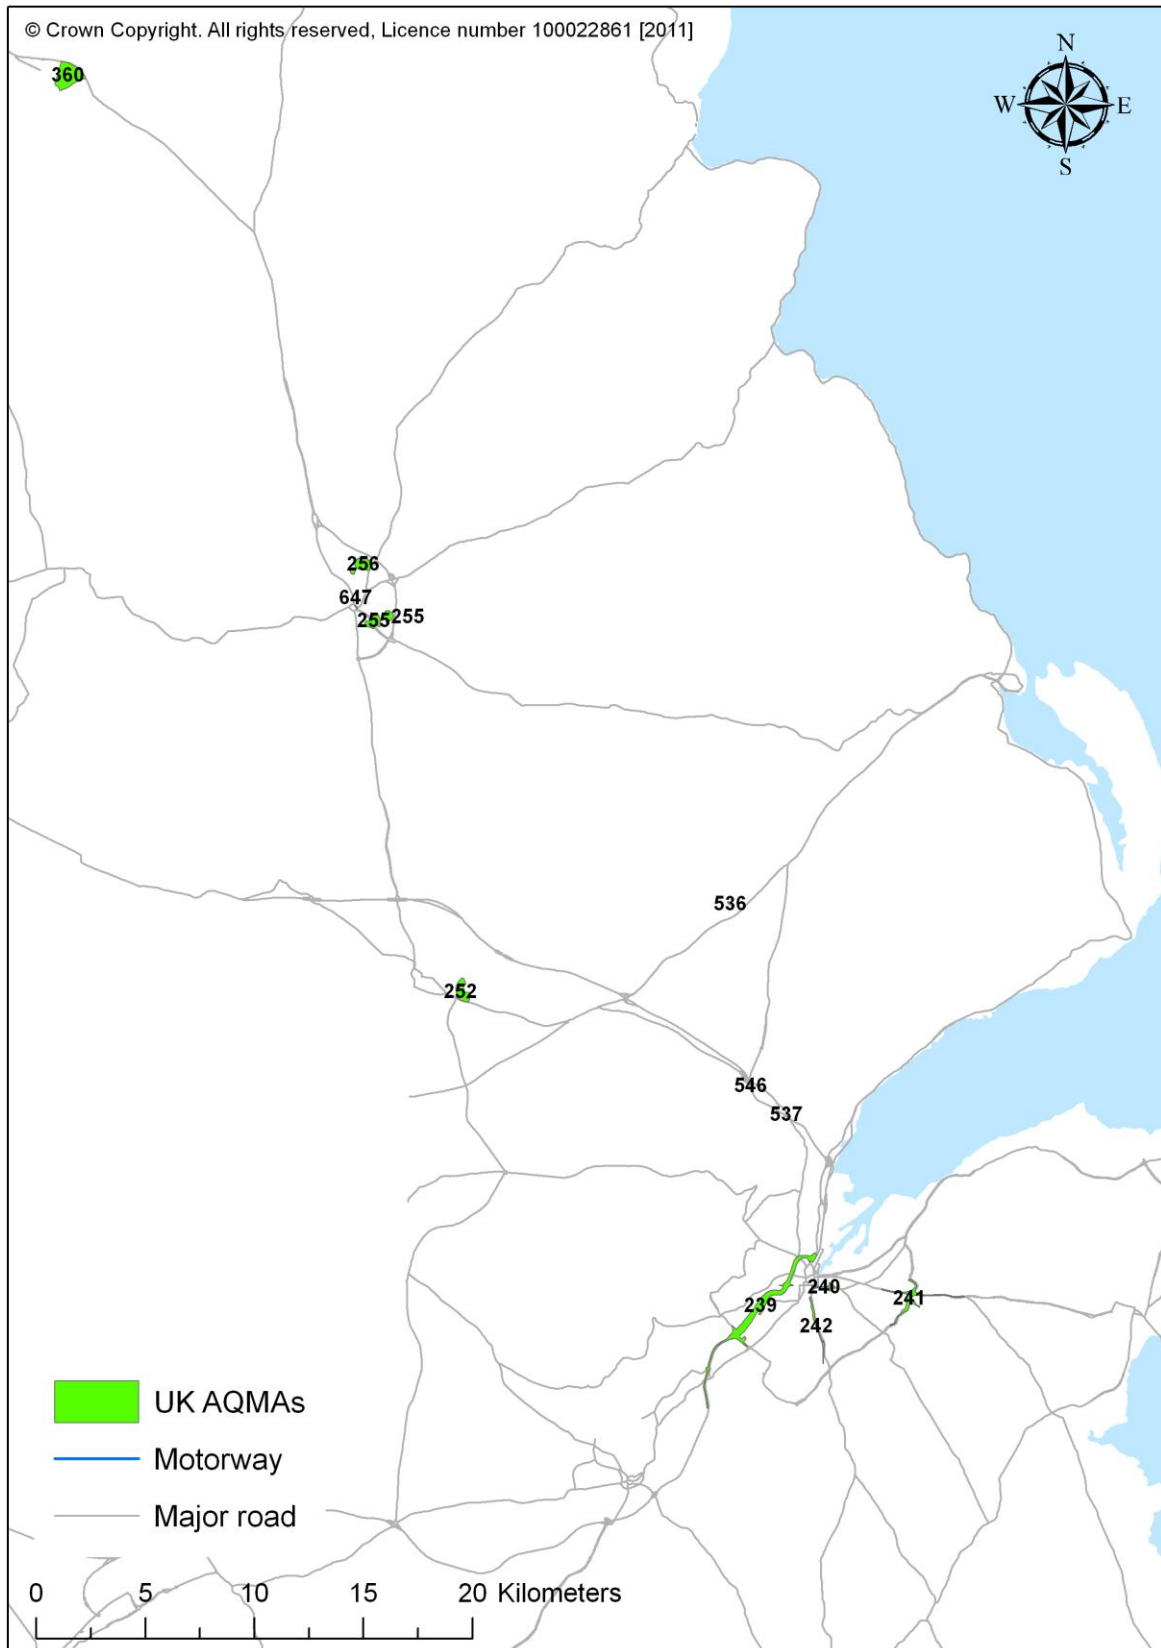 © Crown Copyright. All rights reserved, Licence number 100022861 [2011]
N
W E
S
360
256
647
255 255
536
252
546
537
240
239
241
242
UK AQMAs
Motorway
Major road
0 5 10 15 20 Kilometers